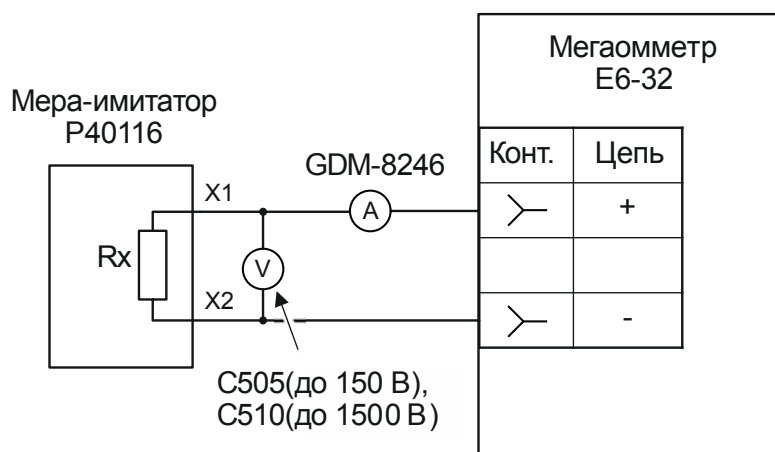 Мегаомметр
Е6-32
Мера-имитатор
Р40116
Конт.
Цепь
GDM-8246
X1
A
+
Rx
V
X2
-
С505(до 150 В),
С510(до 1500 В)